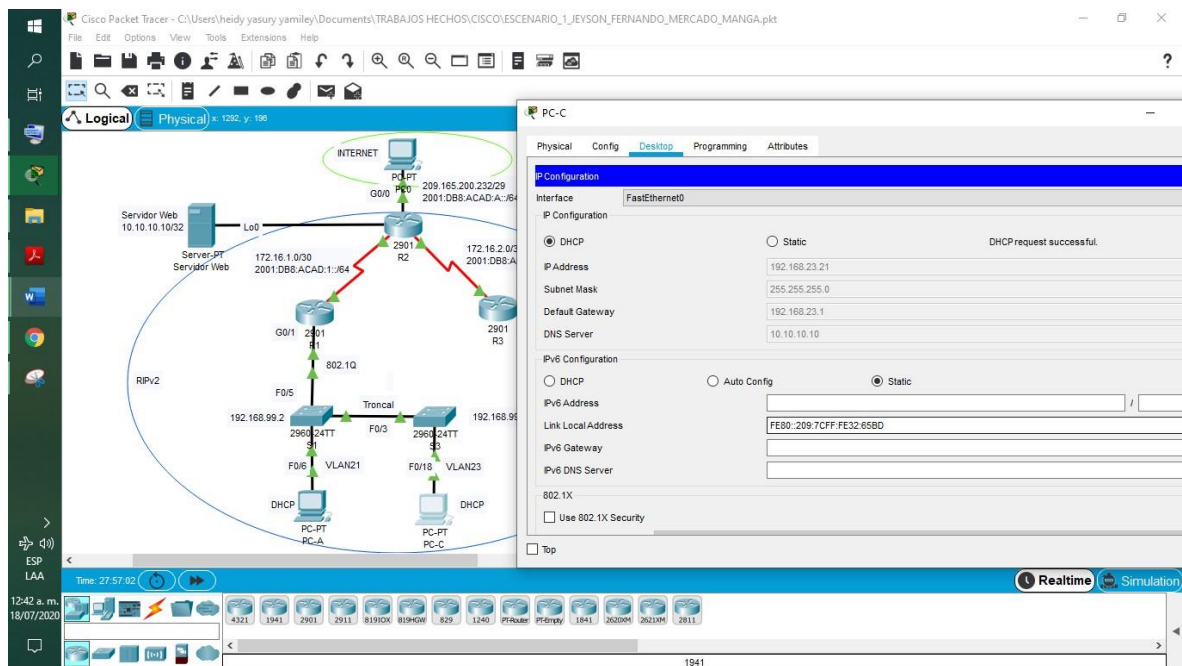 Cisco Packet Tracer - C:\Users\heidy yasury yamiley\Documents\TRABAJOS HECHOS\CISCO\ESCENARIO_1_JEYSON_FERNANDO_MERCADO_MANGA.pkt
File Edit Options View Tools Extensions Help
?
Logical Physical x: 1292, y: 196
INTERNET
PC-PT
PC0
G0/0
209.165.200.232/29
2001:DB8:ACAD:A::/64
Servidor Web
10.10.10.10/32
Lo0
Server-PT
Servidor Web
2901
R2
172.16.1.0/30
2001:DB8:ACAD:1::/64
172.16.2.0/3
2001:DB8:A
G0/1
2901
R1
2901
R3
802.1Q
RIPv2
F0/5
Troncal
192.168.99.2
192.168.99
2960-24TT
S1
F0/3
2960-24TT
S3
F0/6
VLAN21
F0/18
VLAN23
DHCP
DHCP
PC-PT
PC-A
PC-PT
PC-C
PC-C
Physical Config Desktop Programming Attributes
IP Configuration
Interface FastEthernet0
IP Configuration
DHCP Static DHCP request successful.
IP Address 192.168.23.21
Subnet Mask 255.255.255.0
Default Gateway 192.168.23.1
DNS Server 10.10.10.10
IPv6 Configuration
DHCP Auto Config Static
IPv6 Address /
Link Local Address FE80::209:7CFF:FE32:65BD
IPv6 Gateway
IPv6 DNS Server
802.1X
Use 802.1X Security
Top
Time: 27:57:02
Realtime Simulation
4321 1941 2901 2911 819IOX 819HGW 829 1240 PT-Router PT-Empty 1841 2620XM 2621XM 2811
1941
ESP
LAA
12:42 a. m.
18/07/2020